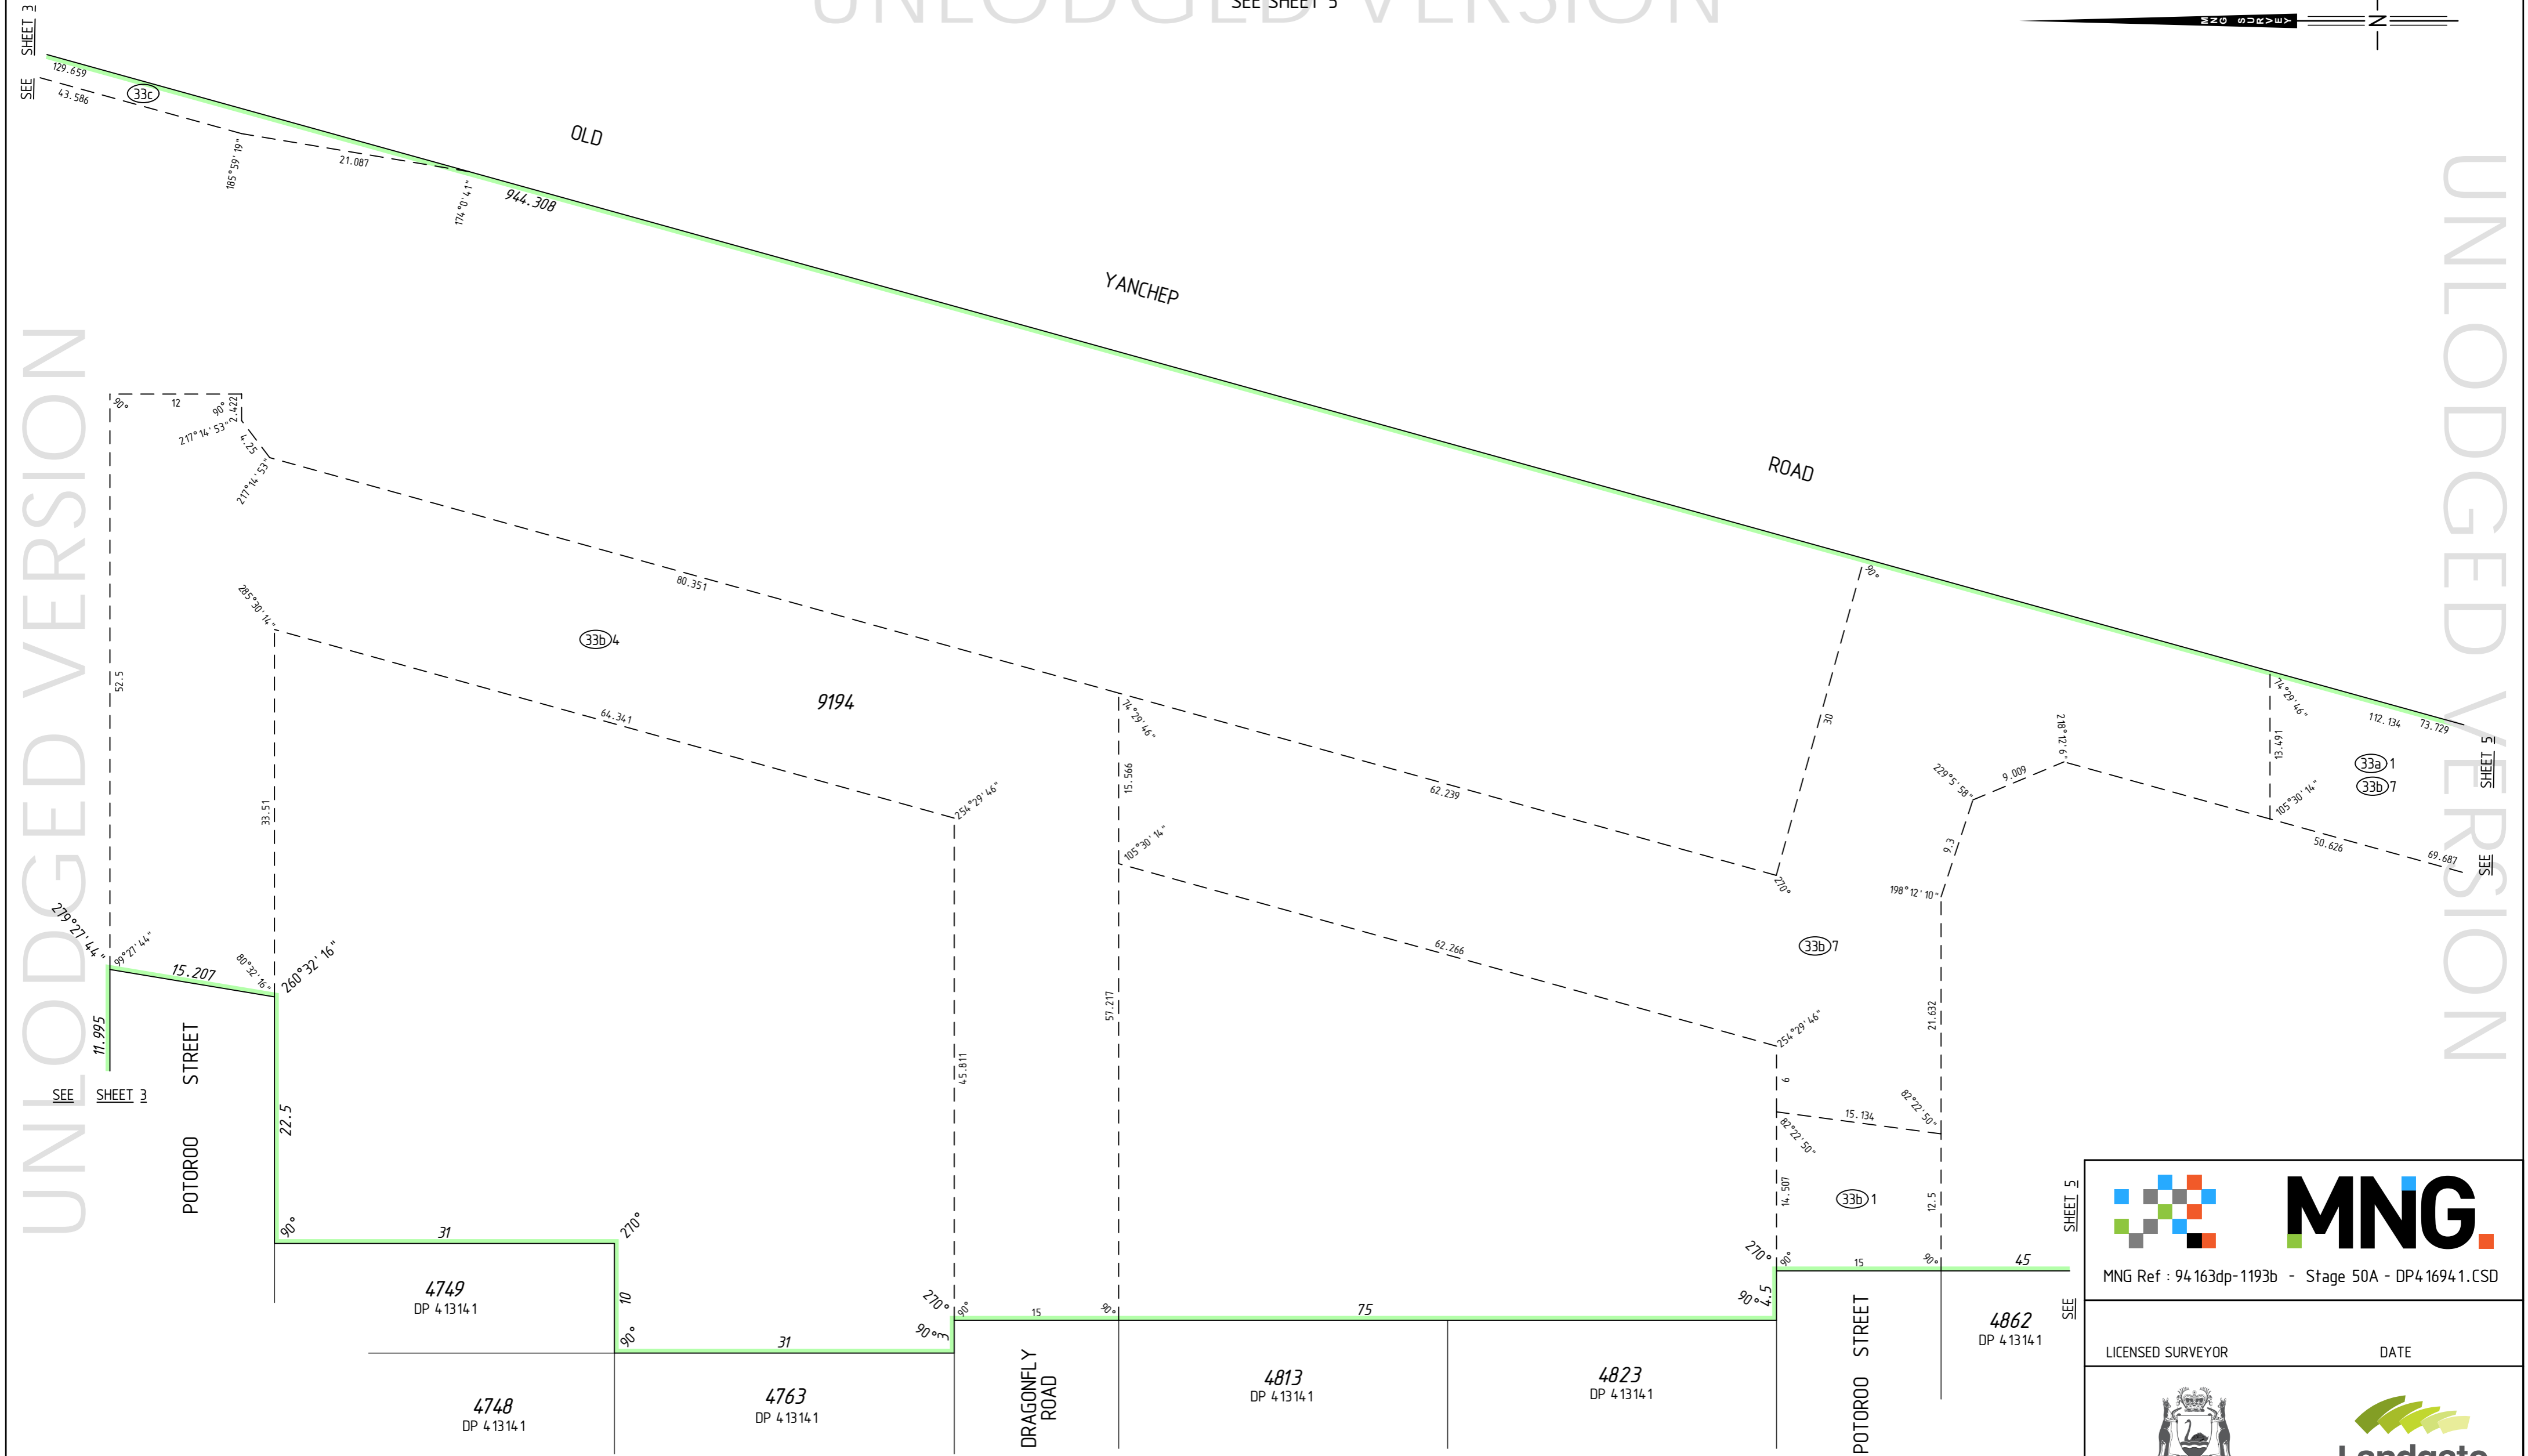 UNLODGED VERSION
SEE SHEET 5
SEE SHEET 3
MNG SURVEY
N
129.659
43.586
33c
185°59'19"
21.087
174°0'41"
944.308
OLD
YANCHEP
ROAD
UNLODGED VERSION
UNLODGED VERSION
90°
12
90°
2.422
217°14'53"
4.25
217°14'53"
80.351
285°30'14"
33b 4
9194
52.5
64.341
33.51
254°29'46"
74°29'46"
15.566
105°30'14"
62.239
90°
30
270°
218°12'6"
229°5'58"
9.009
9.3
198°12'10"
74°29'46"
13.491
112.134
73.729
33a 1
33b 7
105°30'14"
50.626
69.687
SEE SHEET 5
279°27'44"
99°27'44"
15.207
80°32'16"
260°32'16"
11.995
SEE SHEET 3
POTOROO STREET
22.5
45.811
57.217
62.266
33b 7
254°29'46"
21.632
6
15.134
82°22'50"
82°22'50"
14.507
33b 1
12.5
90°
31
270°
4749
DP 413141
10
90°
31
270°
90°
90°
3
15
90°
75
270°
90°
90°
4.5
15
90°
45
SEE SHEET 5
4748
DP 413141
4763
DP 413141
DRAGONFLY
ROAD
4813
DP 413141
4823
DP 413141
POTOROO STREET
4862
DP 413141
MNG.
MNG Ref : 94163dp-1193b - Stage 50A - DP416941.CSD
LICENSED SURVEYOR
DATE
Landgate